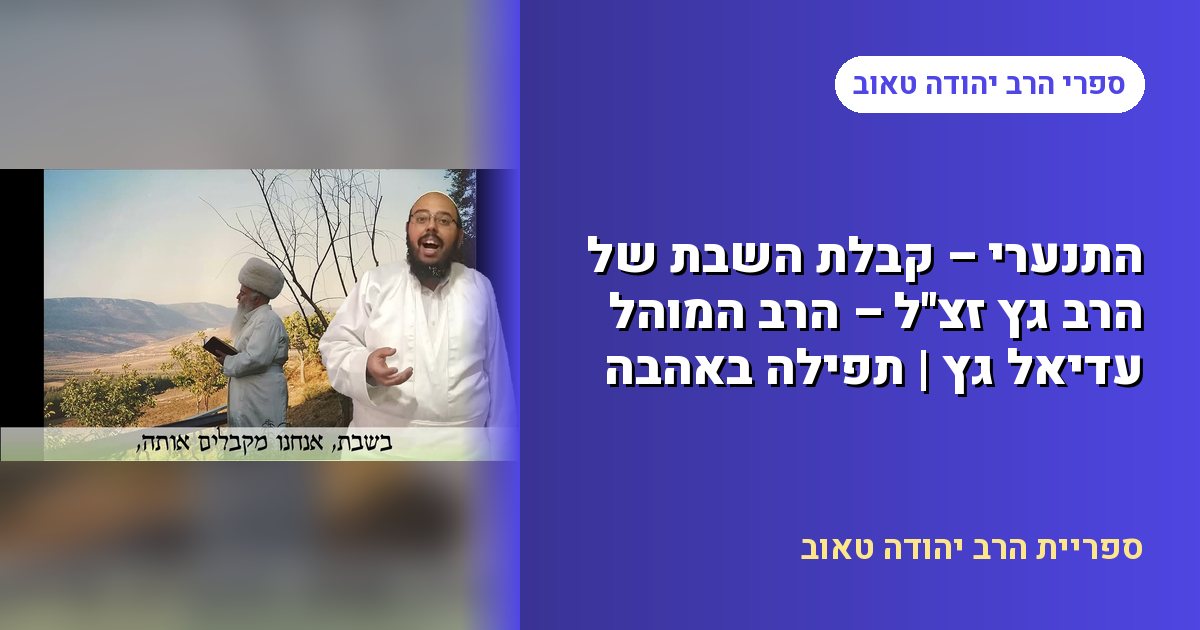 ספרי הרב יהודה טאוב
התנערי – קבלת השבת של
הרב גץ זצ"ל – הרב המוהל
עדיאל גץ | תפילה באהבה
בשבת, אנחנו מקבלים אותה,
ספריית הרב יהודה טאוב